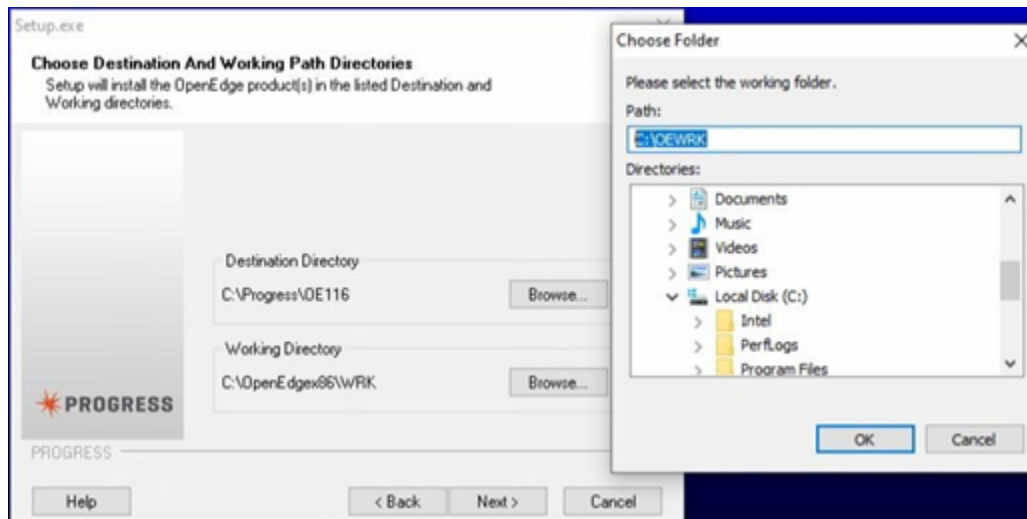 Setup.exe
Choose Destination And Working Path Directories
Setup will install the OpenEdge product(s) in the listed Destination and
Working directories.
Destination Directory
C:\Progress\OE116
Browse...
Working Directory
C:\OpenEdgex86\WRK
Browse...
PROGRESS
PROGRESS
Help
< Back
Next >
Cancel
Choose Folder
Please select the working folder.
Path:
C:\OEWRK
Directories:
Documents
Music
Videos
Pictures
Local Disk (C:)
Intel
PerfLogs
Program Files
OK
Cancel